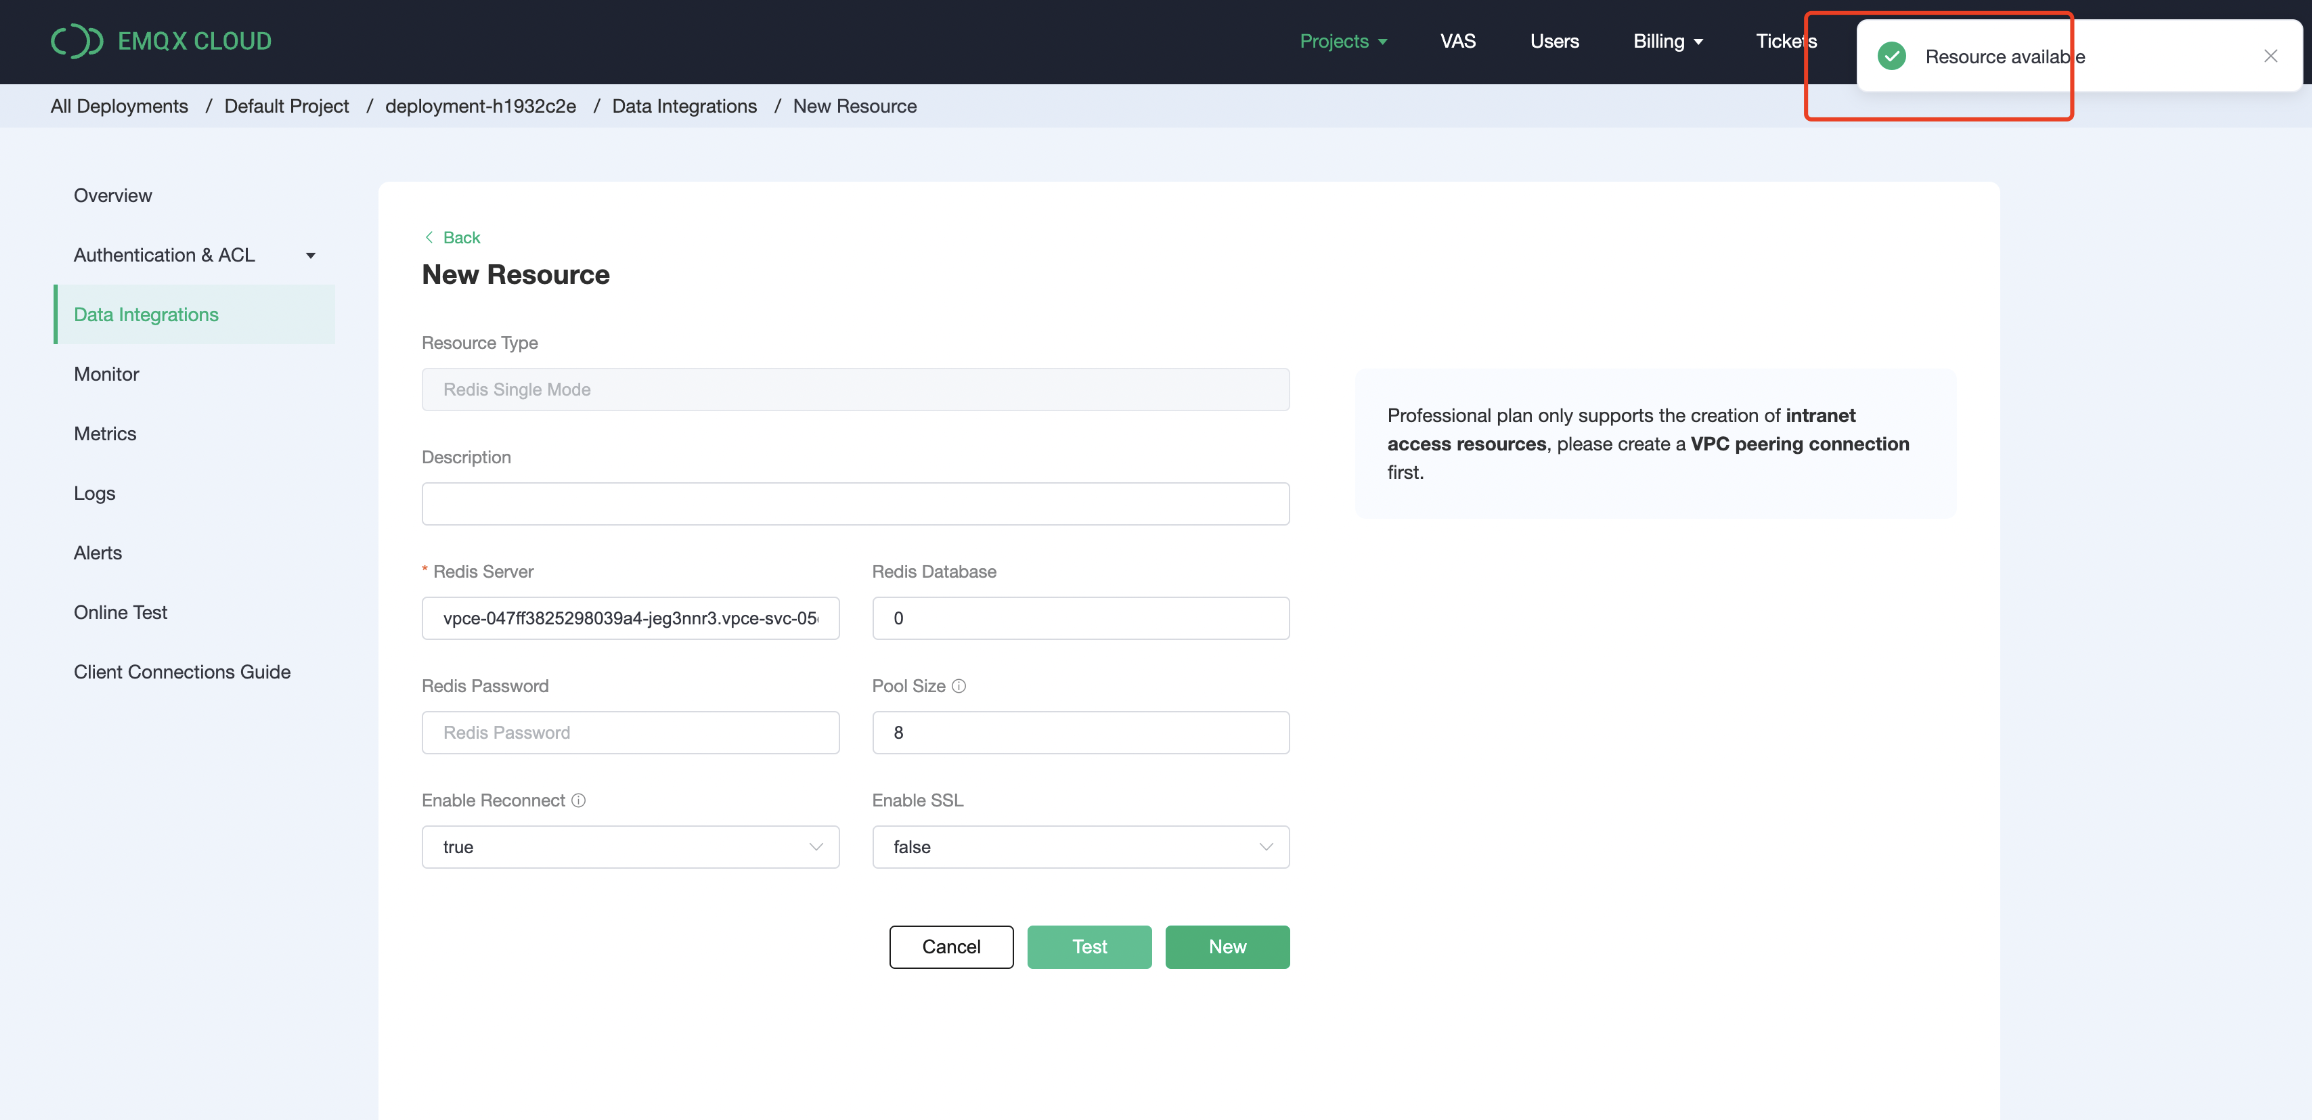 EMQX CLOUD
Projects
VAS
Users
Billing
Tickets
Resource available
All Deployments / Default Project / deployment-h1932c2e / Data Integrations / New Resource
Overview
Authentication & ACL
Data Integrations
Monitor
Metrics
Logs
Alerts
Online Test
Client Connections Guide
Back
New Resource
Resource Type
Redis Single Mode
Description
* Redis Server
Redis Database
vpce-047ff3825298039a4-jeg3nnr3.vpce-svc-05
0
Redis Password
Pool Size
Redis Password
8
Enable Reconnect
Enable SSL
true
false
Cancel
Test
New
Professional plan only supports the creation of intranet
access resources, please create a VPC peering connection
first.